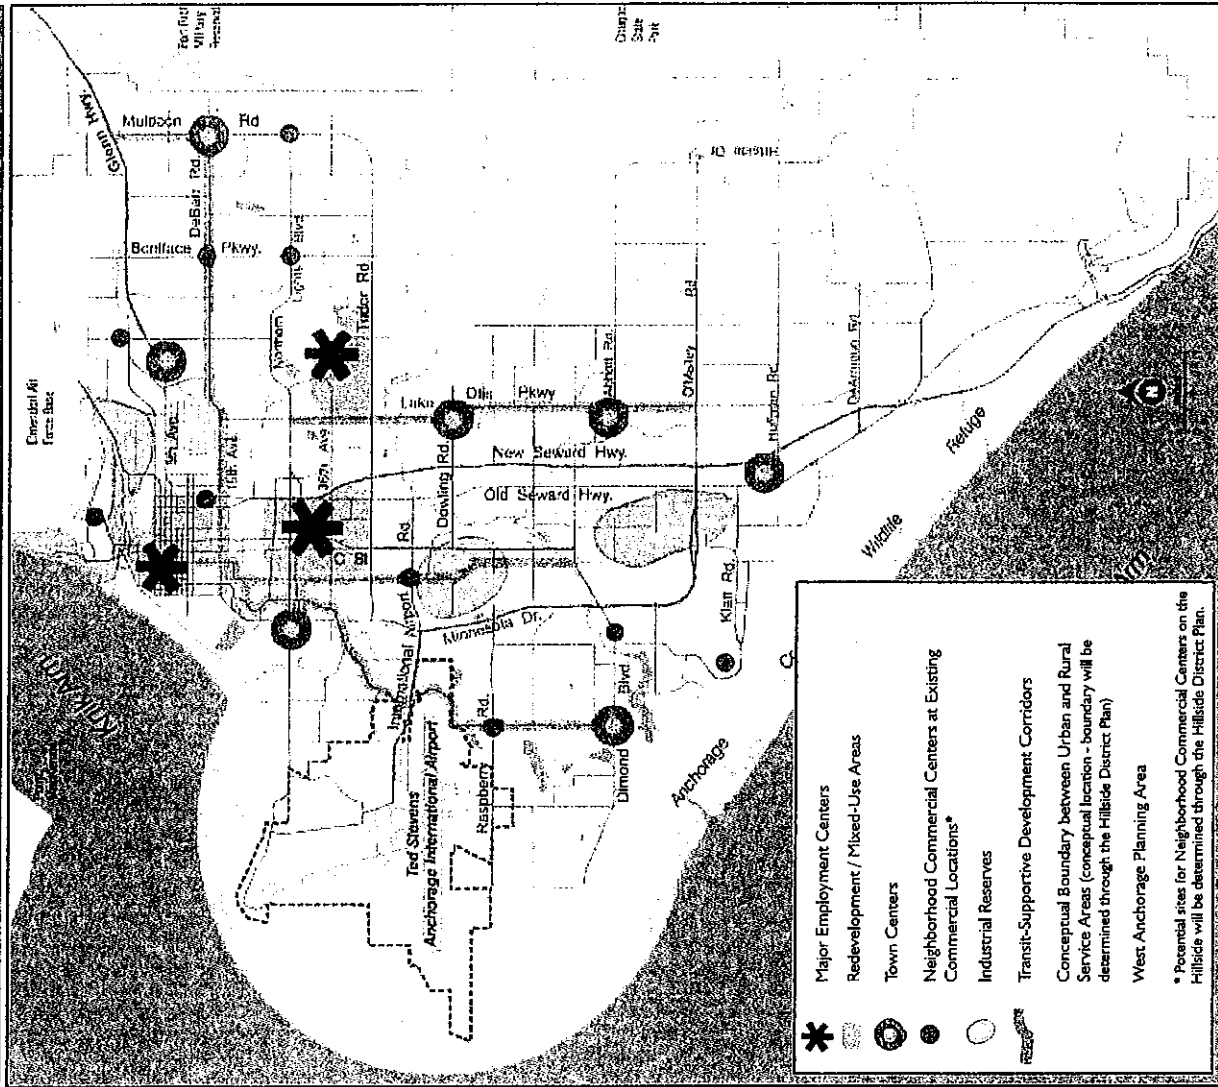 Glenn Hwy.
Muldoon Rd
DeBarr Rd.
Boniface Pkwy.
Blvd.
Northern
Tudor Rd.
Elmendorf Air
Force Base
5th Ave.
15th Ave.
36th Ave
Lake Otis Pkwy
Abbott Rd.
O'Malley Rd
Hillside Dr
Huffman Rd.
DeArmoun Rd
New Seward Hwy.
Old Seward Hwy.
Dowling Rd.
C St
International Airport Rd.
Minnesota Dr.
Klatt Rd.
Raspberry Rd.
Dimond Blvd.
Ted Stevens
Anchorage International Airport
Knik Arm
Anchorage
Wildlife
Refuge
State
Park
N
Major Employment Centers
Redevelopment / Mixed-Use Areas
Town Centers
Neighborhood Commercial Centers at Existing
Commercial Locations*
Industrial Reserves
Transit-Supportive Development Corridors
Conceptual Boundary between Urban and Rural
Service Areas (conceptual location - boundary will be
determined through the Hillside District Plan)
West Anchorage Planning Area
* Potential sites for Neighborhood Commercial Centers on the
Hillside will be determined through the Hillside District Plan.